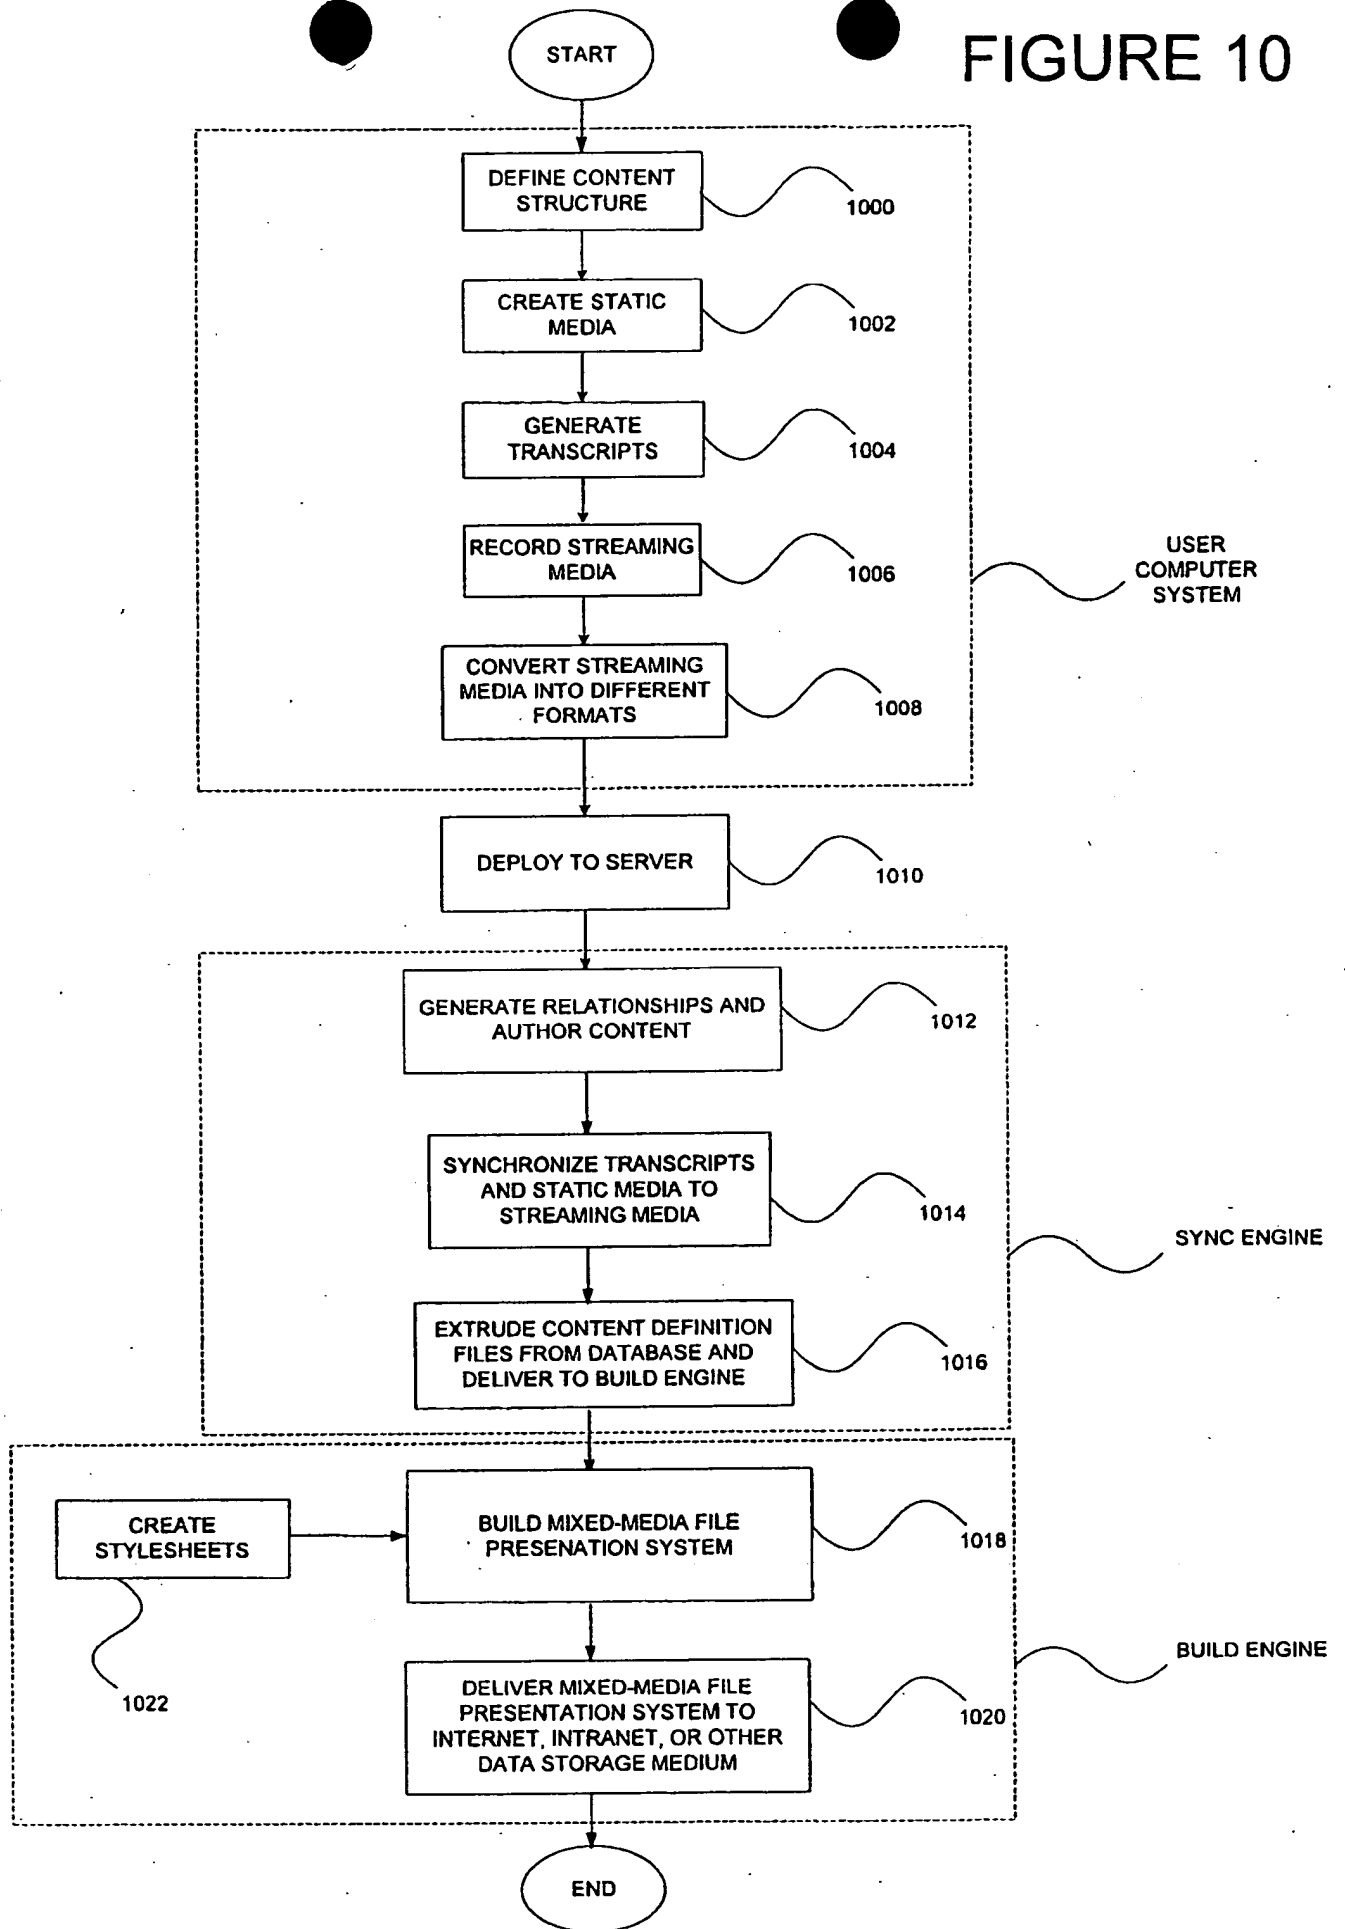 FIGURE 10
START
DEFINE CONTENT
STRUCTURE
1000
CREATE STATIC
MEDIA
1002
GENERATE
TRANSCRIPTS
1004
RECORD STREAMING
MEDIA
1006
USER
COMPUTER
SYSTEM
CONVERT STREAMING
MEDIA INTO DIFFERENT
FORMATS
1008
DEPLOY TO SERVER
1010
GENERATE RELATIONSHIPS AND
AUTHOR CONTENT
1012
SYNCHRONIZE TRANSCRIPTS
AND STATIC MEDIA TO
STREAMING MEDIA
1014
SYNC ENGINE
EXTRUDE CONTENT DEFINITION
FILES FROM DATABASE AND
DELIVER TO BUILD ENGINE
1016
CREATE
STYLESHEETS
1022
BUILD MIXED-MEDIA FILE
PRESENATION SYSTEM
1018
BUILD ENGINE
DELIVER MIXED-MEDIA FILE
PRESENTATION SYSTEM TO
INTERNET, INTRANET, OR OTHER
DATA STORAGE MEDIUM
1020
END